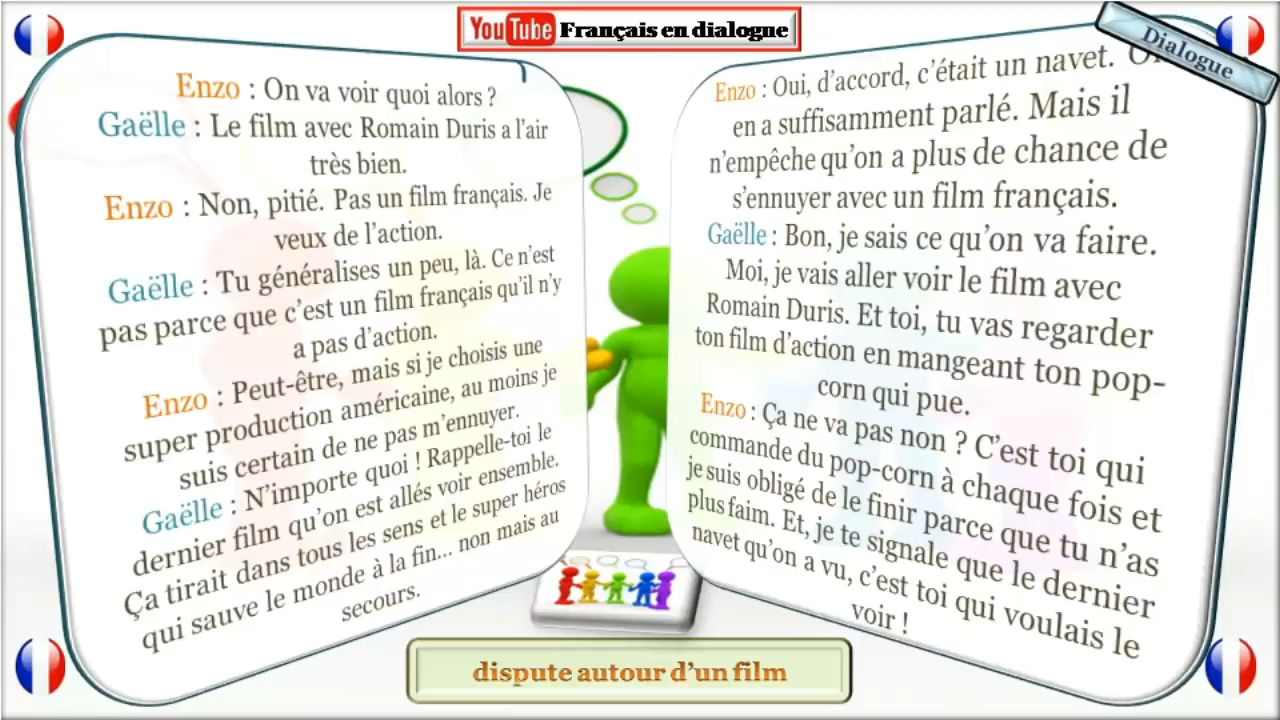 YouTube Français en dialogue
Dialogue
Enzo : On va voir quoi alors ?
Gaëlle : Le film avec Romain Duris a l'air
très bien.
Enzo : Non, pitié. Pas un film français. Je
veux de l'action.
Gaëlle : Tu généralises un peu, là. Ce n'est
pas parce que c'est un film français qu'il n'y
a pas d'action.
Enzo : Peut-être, mais si je choisis une
super production américaine, au moins je
suis certain de ne pas m'ennuyer.
Gaëlle : N'importe quoi ! Rappelle-toi le
dernier film qu'on est allés voir ensemble.
Ça tirait dans tous les sens et le super héros
qui sauve le monde à la fin... non mais au
secours.
Enzo : Oui, d'accord, c'était un navet.
en a suffisamment parlé. Mais il
n'empêche qu'on a plus de chance de
s'ennuyer avec un film français.
Gaëlle : Bon, je sais ce qu'on va faire.
Moi, je vais aller voir le film avec
Romain Duris. Et toi, tu vas regarder
ton film d'action en mangeant ton pop-
corn qui pue.
Enzo : Ça ne va pas non ? C'est toi qui
commande du pop-corn à chaque fois et
je suis obligé de le finir parce que tu n'as
plus faim. Et, je te signale que le dernier
navet qu'on a vu, c'est toi qui voulais le
voir !
dispute autour d'un film